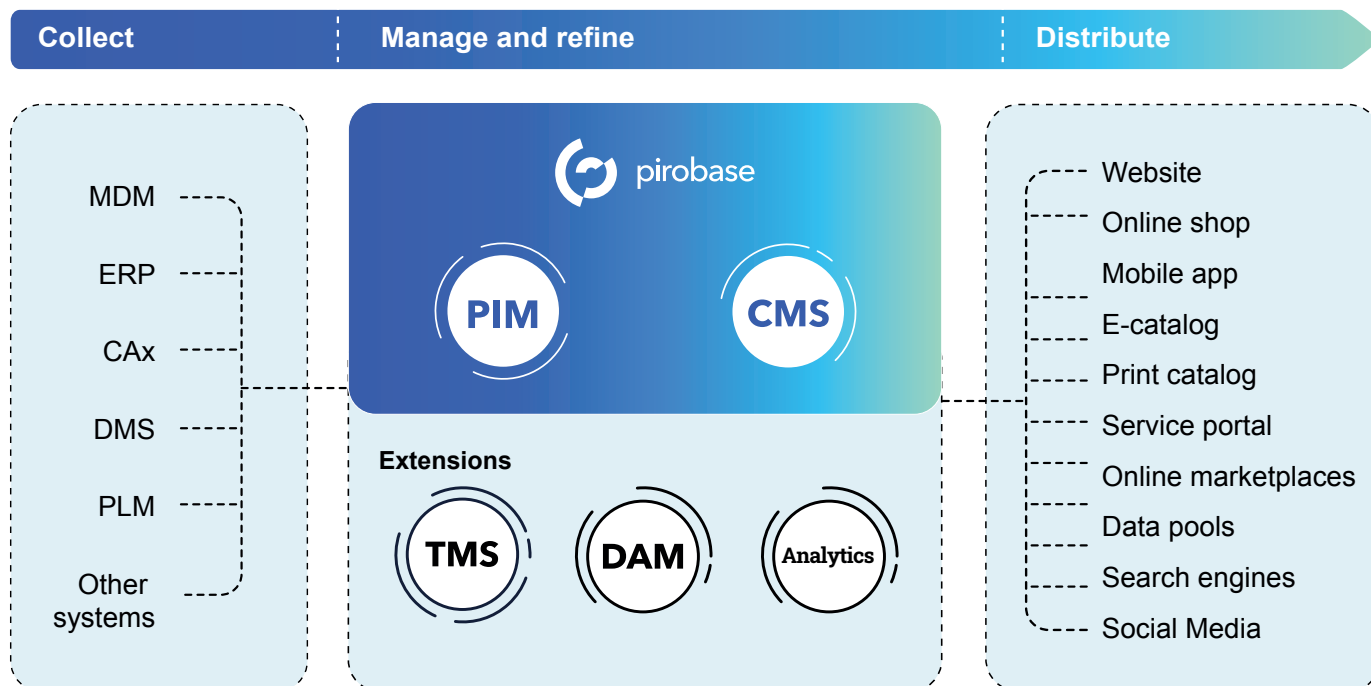 Collect
Manage and refine
Distribute
MDM
ERP
CAx
DMS
PLM
Other
systems
pirobase
PIM
CMS
Extensions
TMS
DAM
Analytics
Website
Online shop
Mobile app
E-catalog
Print catalog
Service portal
Online marketplaces
Data pools
Search engines
Social Media